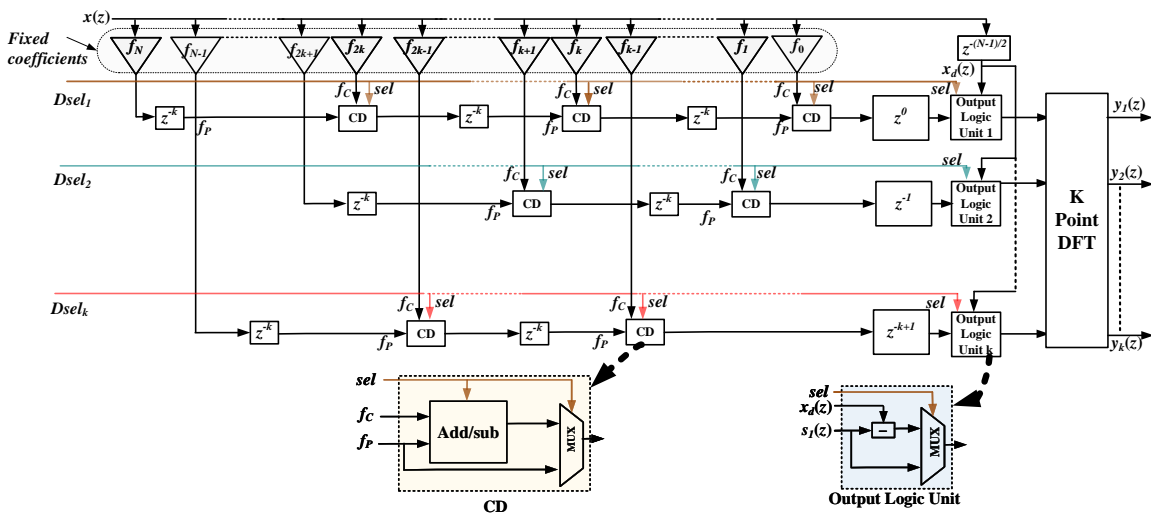 x(z)
Fixed coefficients
f_N f_{N-1} f_{2k+1} f_{2k} f_{2k-1} f_{k+1} f_k f_{k-1} f_1 f_0
z^{-(N-1)/2}
x_d(z)
Dsel_1
f_C sel f_C sel f_C sel sel
z^{-k} f_P CD z^{-k} f_P CD z^{-k} f_P CD z^0 Output Logic Unit 1
y_1(z)
Dsel_2
f_C sel f_C sel sel
z^{-k} f_P CD z^{-k} f_P CD z^{-1} Output Logic Unit 2
y_2(z)
K Point DFT
Dsel_k
f_C sel f_C sel sel
z^{-k} f_P CD z^{-k} f_P CD z^{-k+1} Output Logic Unit k
y_k(z)
sel
f_C
f_P
Add/sub
MUX
CD
sel
x_d(z)
s_1(z)
−
MUX
Output Logic Unit